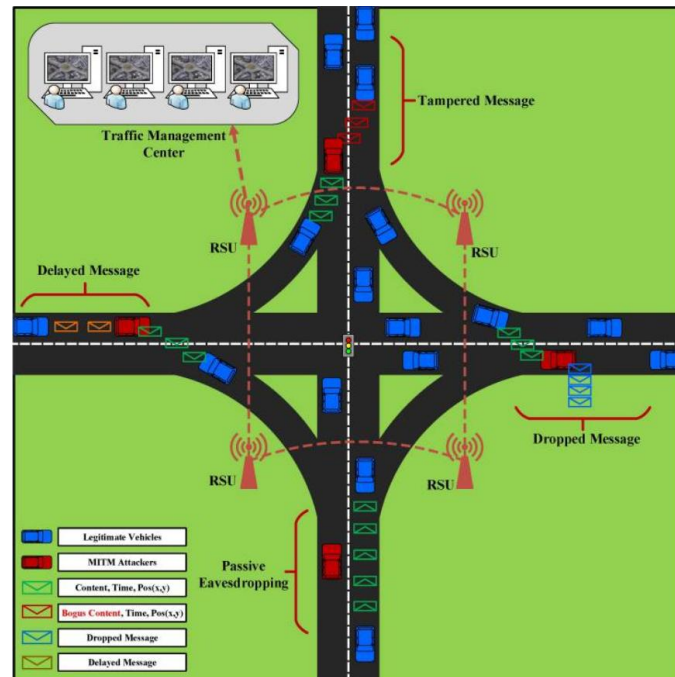 Tampered Message
Traffic Management
Center
RSU
RSU
Delayed Message
Dropped Message
RSU
RSU
Passive
Eavesdropping
Legitimate Vehicles
MITM Attackers
Content, Time, Pos(x,y)
Bogus Content, Time, Pos(x,y)
Dropped Message
Delayed Message